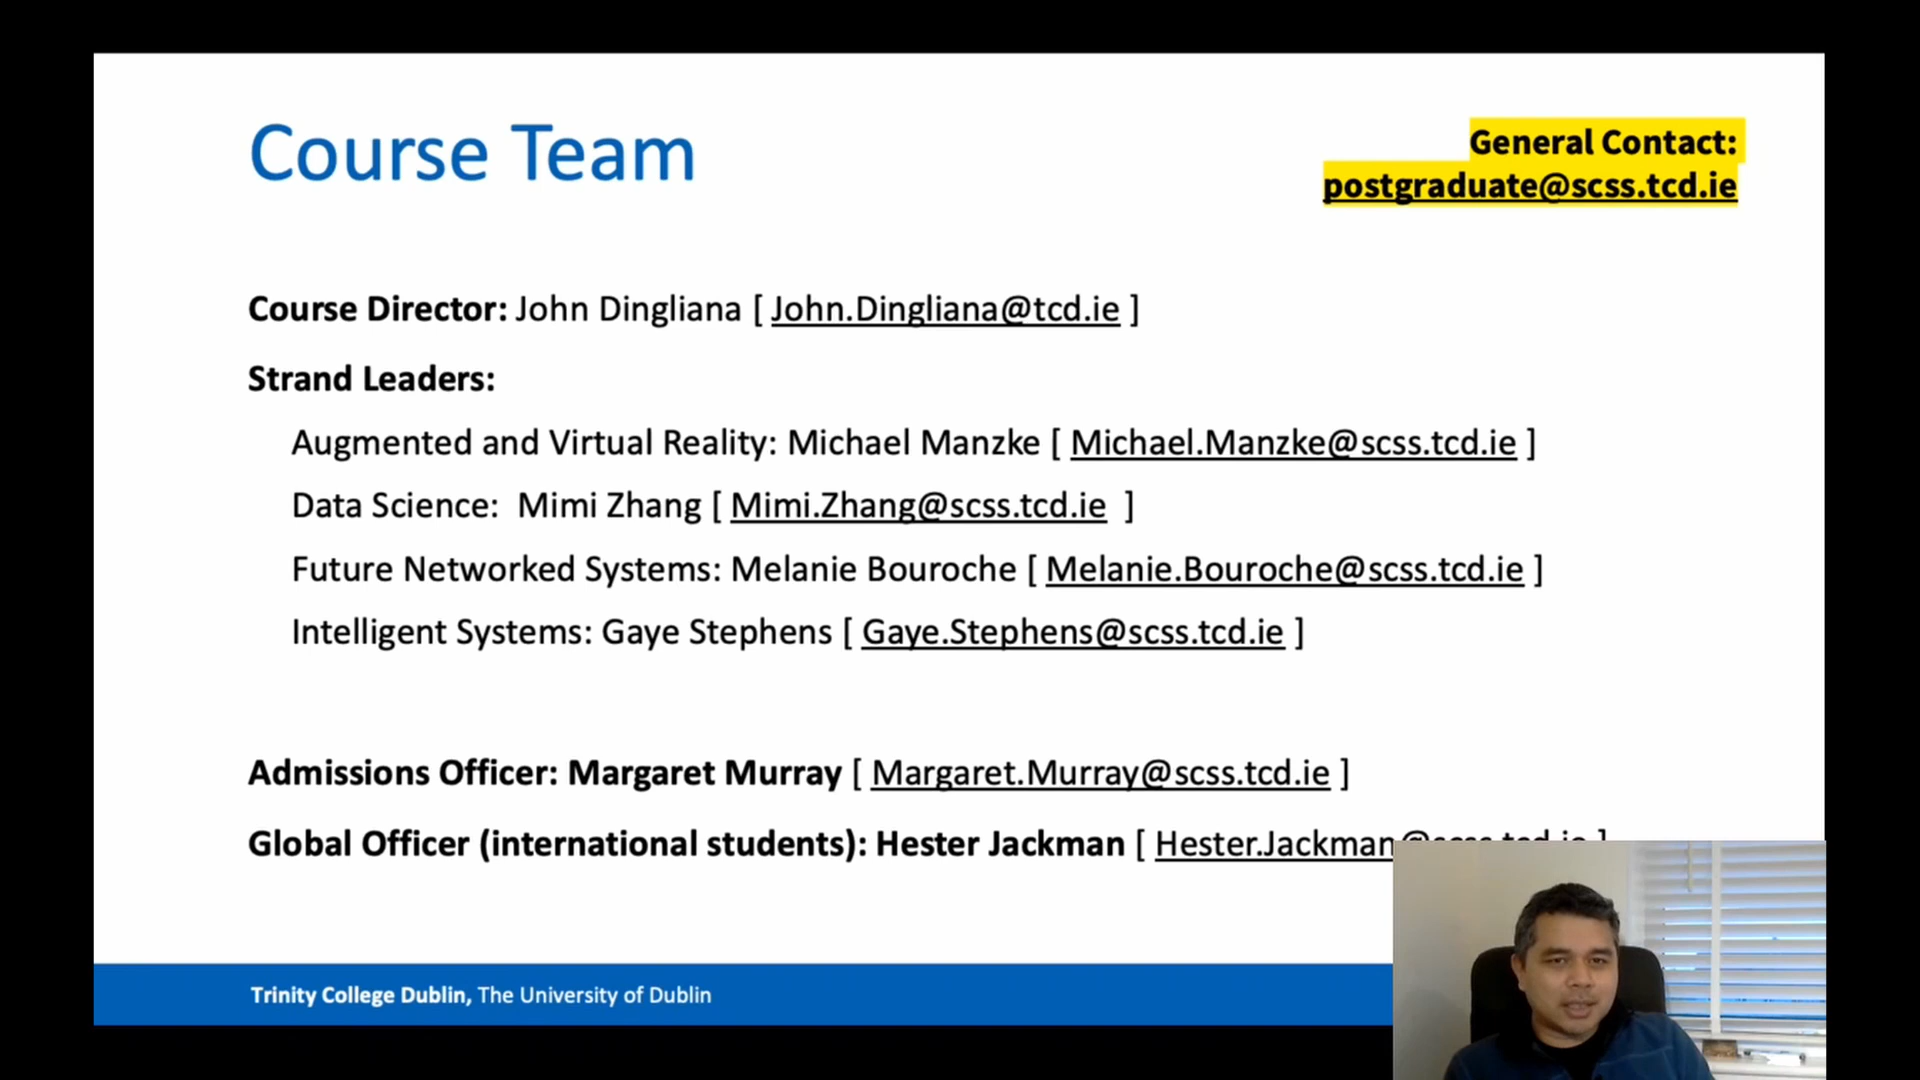 Course Team
General Contact:
postgraduate@scss.tcd.ie
Course Director: John Dingliana [ John.Dingliana@tcd.ie ]
Strand Leaders:
Augmented and Virtual Reality: Michael Manzke [ Michael.Manzke@scss.tcd.ie ]
Data Science: Mimi Zhang [ Mimi.Zhang@scss.tcd.ie ]
Future Networked Systems: Melanie Bouroche [ Melanie.Bouroche@scss.tcd.ie ]
Intelligent Systems: Gaye Stephens [ Gaye.Stephens@scss.tcd.ie ]
Admissions Officer: Margaret Murray [ Margaret.Murray@scss.tcd.ie ]
Global Officer (international students): Hester Jackman [ Hester.Jackman@scss.tcd.ie ]
Trinity College Dublin, The University of Dublin